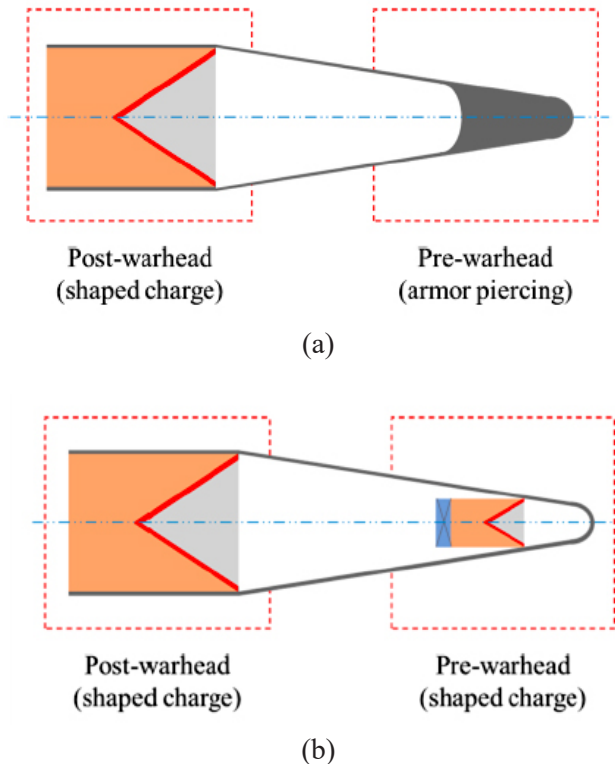 Post-warhead
(shaped charge)
Pre-warhead
(armor piercing)
(a)
Post-warhead
(shaped charge)
Pre-warhead
(shaped charge)
(b)